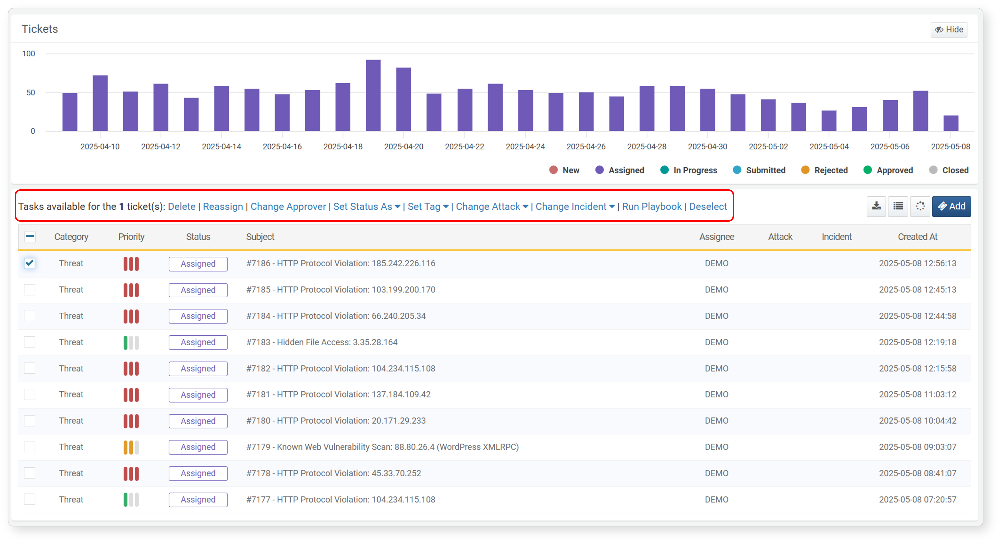 Tickets
Hide
100
50
0
2025-04-10 2025-04-12 2025-04-14 2025-04-16 2025-04-18 2025-04-20 2025-04-22 2025-04-24 2025-04-26 2025-04-28 2025-04-30 2025-05-02 2025-05-04 2025-05-06 2025-05-08
New Assigned In Progress Submitted Rejected Approved Closed
Tasks available for the 1 ticket(s): Delete | Reassign | Change Approver | Set Status As | Set Tag | Change Attack | Change Incident | Run Playbook | Deselect
Add
Category Priority Status Subject Assignee Attack Incident Created At
Threat Assigned #7186 - HTTP Protocol Violation: 185.242.226.116 DEMO 2025-05-08 12:56:13
Threat Assigned #7185 - HTTP Protocol Violation: 103.199.200.170 DEMO 2025-05-08 12:45:13
Threat Assigned #7184 - HTTP Protocol Violation: 66.240.205.34 DEMO 2025-05-08 12:44:58
Threat Assigned #7183 - Hidden File Access: 3.35.28.164 DEMO 2025-05-08 12:19:18
Threat Assigned #7182 - HTTP Protocol Violation: 104.234.115.108 DEMO 2025-05-08 12:15:58
Threat Assigned #7181 - HTTP Protocol Violation: 137.184.109.42 DEMO 2025-05-08 11:03:12
Threat Assigned #7180 - HTTP Protocol Violation: 20.171.29.233 DEMO 2025-05-08 10:04:42
Threat Assigned #7179 - Known Web Vulnerability Scan: 88.80.26.4 (WordPress XMLRPC) DEMO 2025-05-08 09:03:07
Threat Assigned #7178 - HTTP Protocol Violation: 45.33.70.252 DEMO 2025-05-08 08:41:07
Threat Assigned #7177 - HTTP Protocol Violation: 104.234.115.108 DEMO 2025-05-08 07:20:57